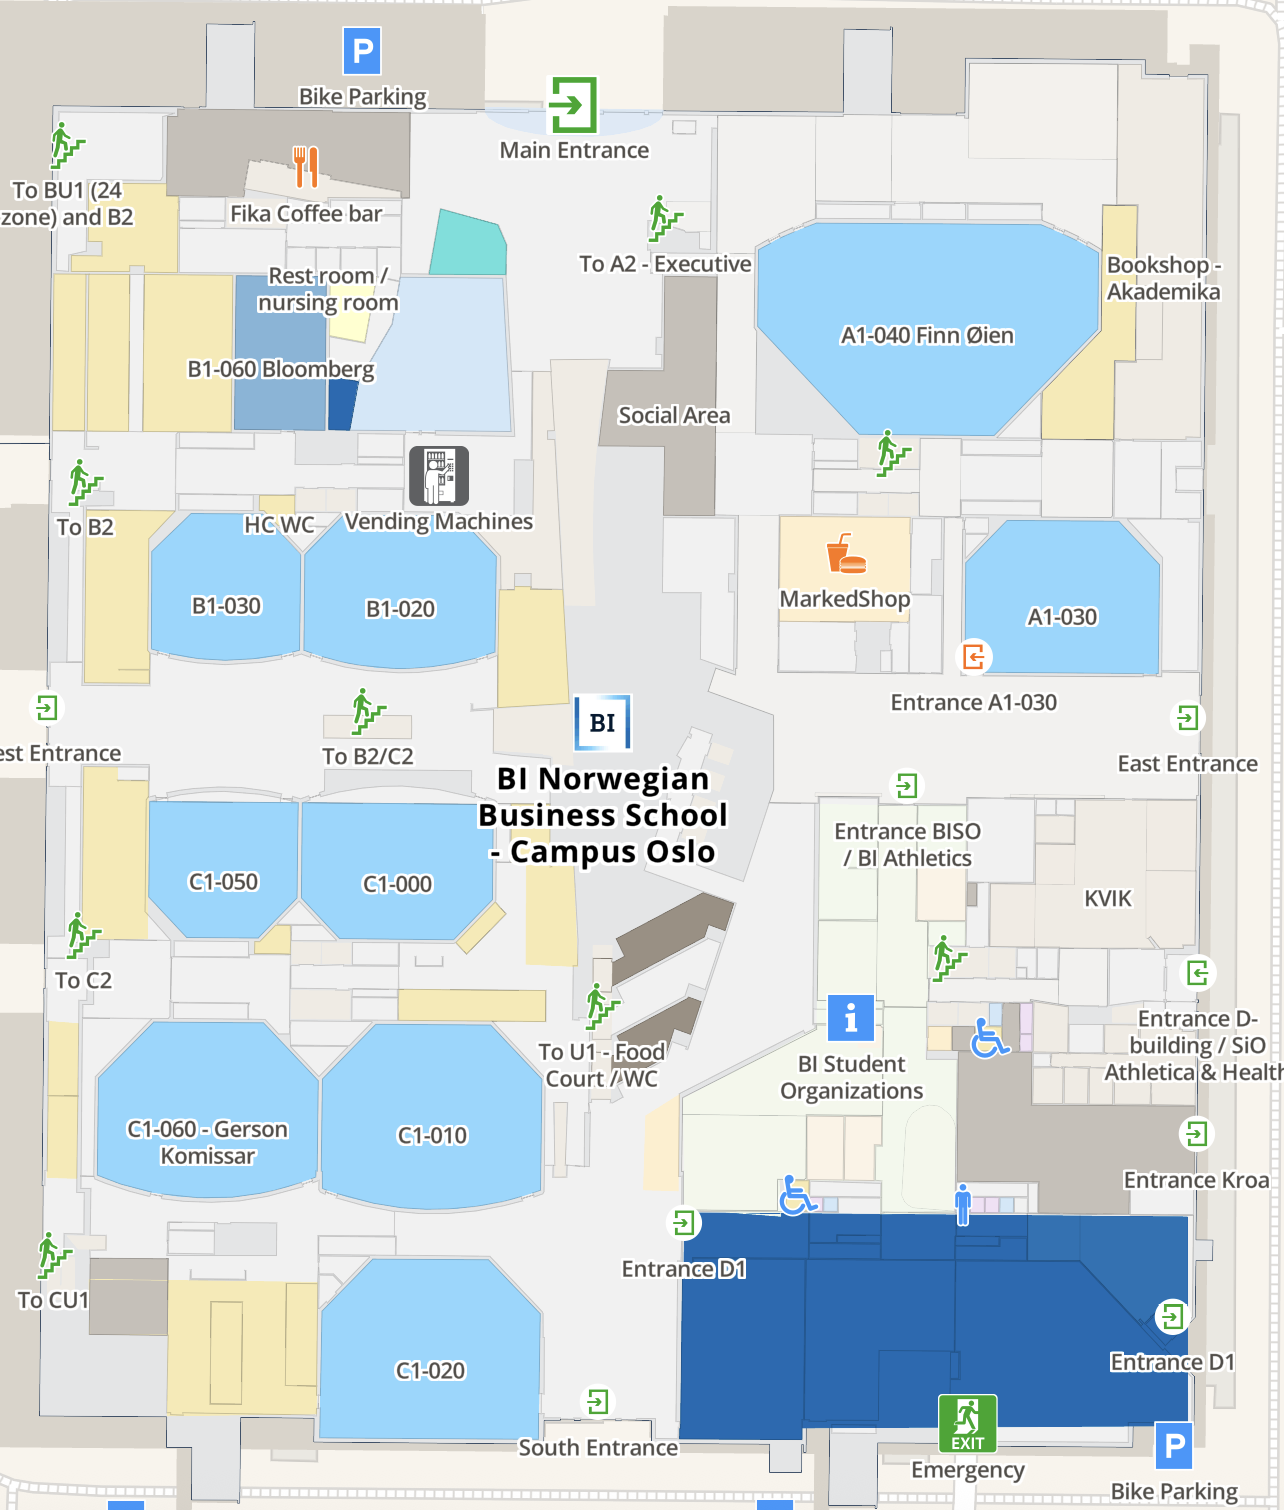 P
Bike Parking
Main Entrance
To BU1 (24
zone) and B2
Fika Coffee bar
To A2 - Executive
Rest room /
nursing room
Bookshop -
Akademika
A1-040 Finn Øien
B1-060 Bloomberg
Social Area
To B2
HC WC
Vending Machines
MarkedShop
B1-030
B1-020
A1-030
Entrance A1-030
BI
est Entrance
To B2/C2
East Entrance
BI Norwegian
Business School
- Campus Oslo
Entrance BISO
/ BI Athletics
C1-050
C1-000
KVIK
To C2
i
Entrance D-
building / SiO
Athletica & Health
To U1 - Food
Court / WC
BI Student
Organizations
C1-060 - Gerson
Komissar
C1-010
Entrance Kroa
Entrance D1
To CU1
C1-020
Entrance D1
South Entrance
EXIT
Emergency
P
Bike Parking